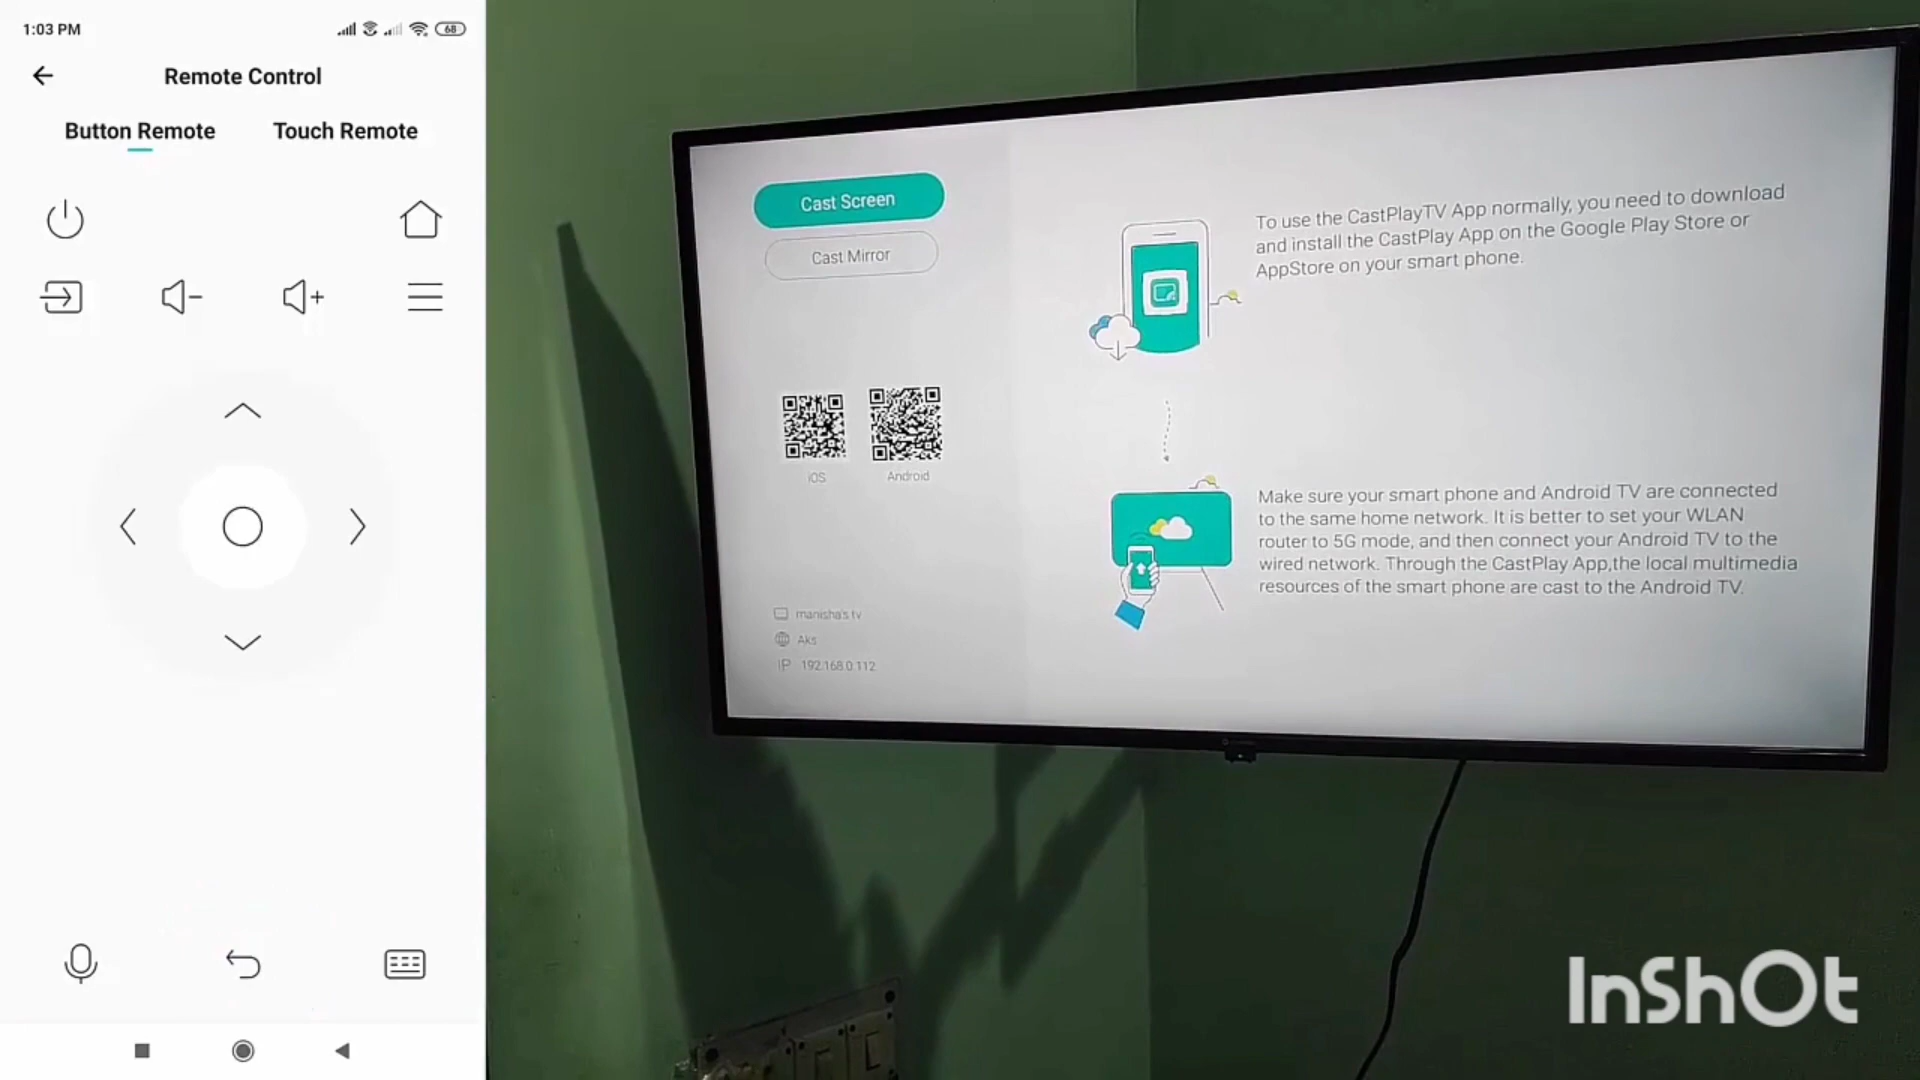 1:03 PM
68
Remote Control
Button Remote
Touch Remote
Cast Screen
Cast Mirror
iOS
Android
manisha's tv
Aks
IP 192.168.0.112
To use the CastPlayTV App normally, you need to download
and install the CastPlay App on the Google Play Store or
AppStore on your smart phone.
Make sure your smart phone and Android TV are connected
to the same home network. It is better to set your WLAN
router to 5G mode, and then connect your Android TV to the
wired network. Through the CastPlay App,the local multimedia
resources of the smart phone are cast to the Android TV.
InShOt